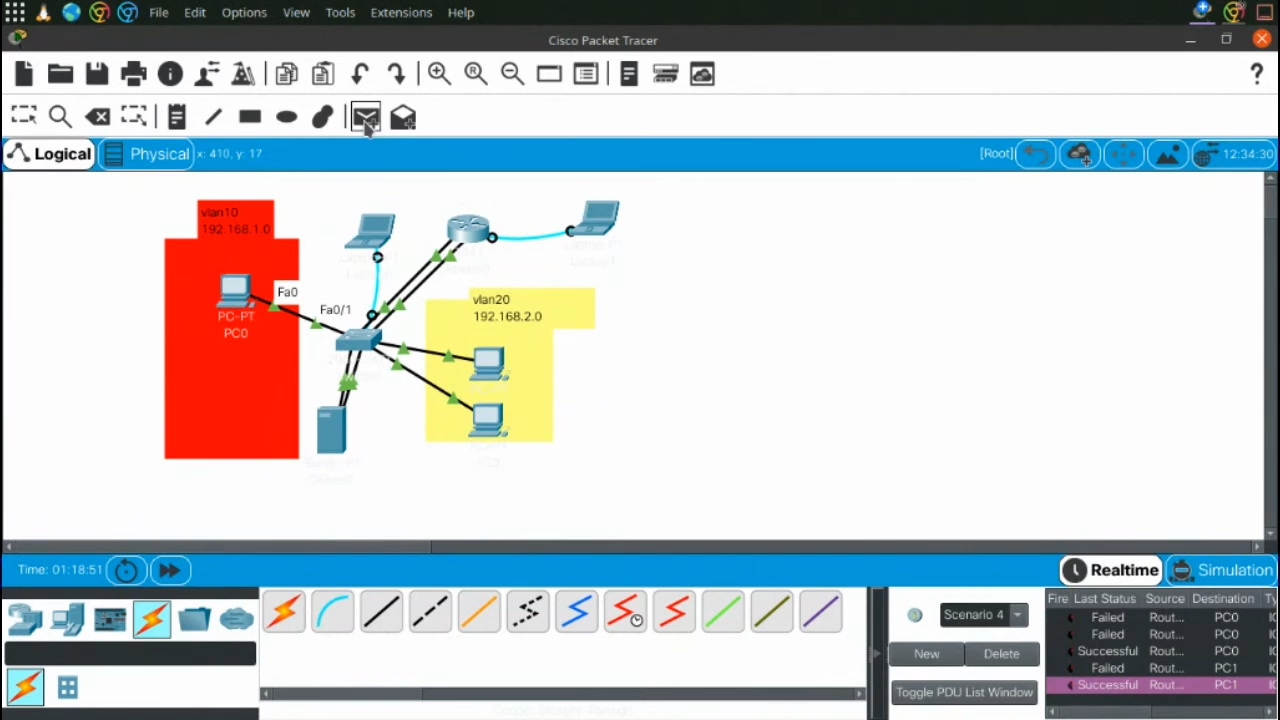 File Edit Options View Tools Extensions Help
Cisco Packet Tracer
?
Logical Physical x: 410, y: 17 [Root] 12:34:30
vlan10
192.168.1.0
vlan20
192.168.2.0
Fa0
Fa0/1
PC-PT
PC0
Time: 01:18:51 Realtime Simulation
Fire Last Status Source Destination Ty
Scenario 4
Failed Rout... PC0
Failed Rout... PC0
Successful Rout... PC0
Failed Rout... PC1
Successful Rout... PC1
New Delete
Toggle PDU List Window